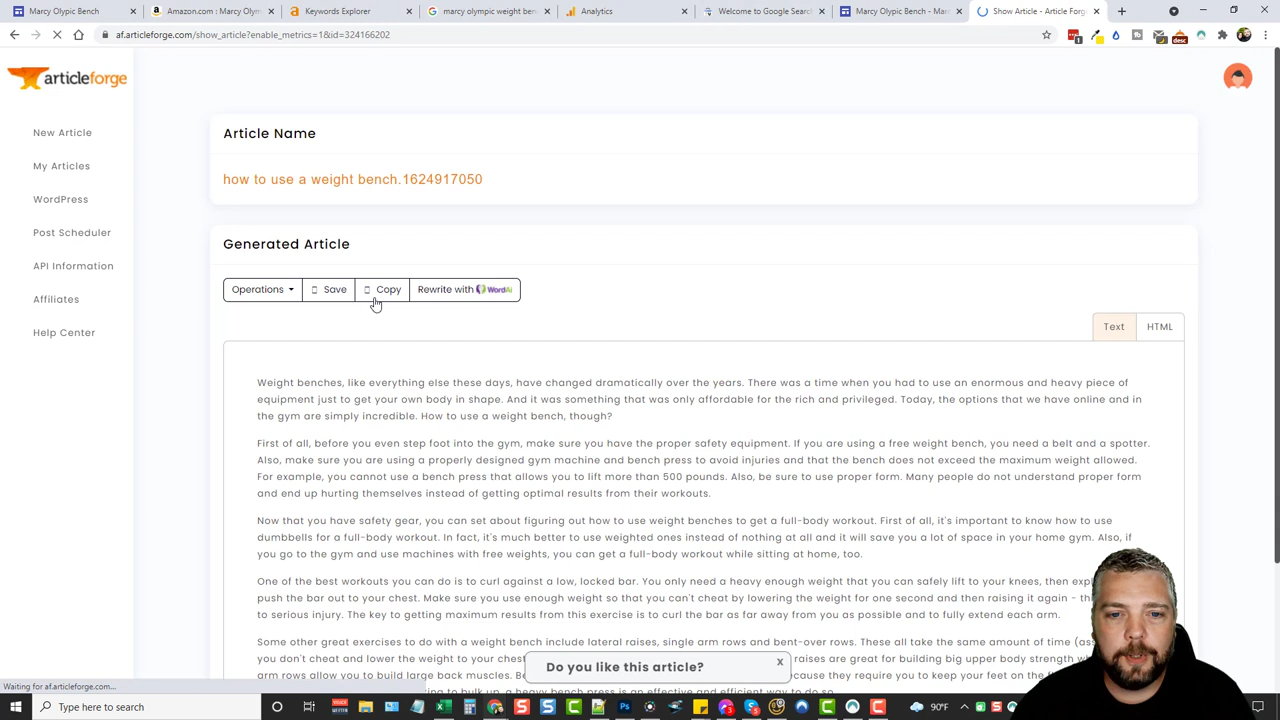 Marcy Olypic Bench
Amazon.com : Marcy Olym
Keywords Explorer
marcy olympic weight ben
Analytics
Welcome to Google Search
Marcy Olypic Bench - Mar
Show Article - Article For
af.articleforge.com/show_article?enable_metrics=1&id=324166202
desc
articleforge
New Article
My Articles
WordPress
Post Scheduler
API Information
Affiliates
Help Center
Article Name
how to use a weight bench.1624917050
Generated Article
Operations
Save
Copy
Rewrite with WordAi
Text
HTML
Weight benches, like everything else these days, have changed dramatically over the years. There was a time when you had to use an enormous and heavy piece of
equipment just to get your own body in shape. And it was something that was only affordable for the rich and privileged. Today, the options that we have online and in
the gym are simply incredible. How to use a weight bench, though?
First of all, before you even step foot into the gym, make sure you have the proper safety equipment. If you are using a free weight bench, you need a belt and a spotter.
Also, make sure you are using a properly designed gym machine and bench press to avoid injuries and that the bench does not exceed the maximum weight allowed.
For example, you cannot use a bench press that allows you to lift more than 500 pounds. Also, be sure to use proper form. Many people do not understand proper form
and end up hurting themselves instead of getting optimal results from their workouts.
Now that you have safety gear, you can set about figuring out how to use weight benches to get a full-body workout. First of all, it's important to know how to use
dumbbells for a full-body workout. In fact, it's much better to use weighted ones instead of nothing at all and it will save you a lot of space in your home gym. Also, if
you go to the gym and use machines with free weights, you can get a full-body workout while sitting at home, too.
One of the best workouts you can do is to curl against a low, locked bar. You only need a heavy enough weight that you can safely lift to your knees, then exp
push the bar out to your chest. Make sure you use enough weight so that you can't cheat by lowering the weight for one second and then raising it again - th
to serious injury. The key to getting maximum results from this exercise is to curl the bar as far away from you as possible and to fully extend each arm.
Some other great exercises to do with a weight bench include lateral raises, single arm rows and bent-over rows. These all take the same amount of time (as
you don't cheat and lower the weight to your ches
raises are great for building big upper body strength w
arm rows allow you to build large back muscles. Be
because they require you to keep your feet on the f
to bulk up, a heavy bench press is an effective and efficient way to do so.
Do you like this article?
x
Waiting for af.articleforge.com...
Type here to search
90°F